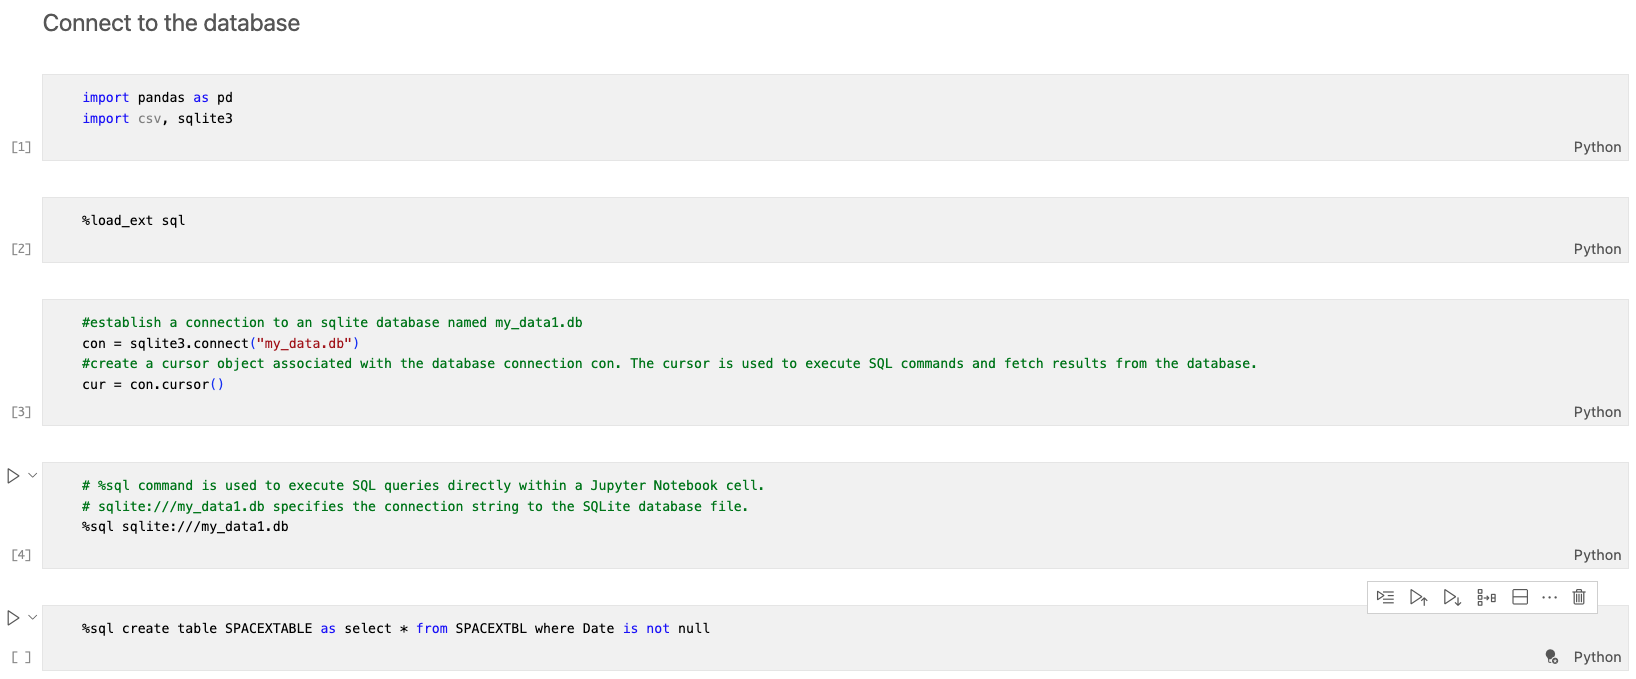 Connect to the database
import pandas as pd
import csv, sqlite3
[1]
Python
%load_ext sql
[2]
Python
#establish a connection to an sqlite database named my_data1.db
con = sqlite3.connect("my_data.db")
#create a cursor object associated with the database connection con. The cursor is used to execute SQL commands and fetch results from the database.
cur = con.cursor()
[3]
Python
# %sql command is used to execute SQL queries directly within a Jupyter Notebook cell.
# sqlite:///my_data1.db specifies the connection string to the SQLite database file.
%sql sqlite:///my_data1.db
[4]
Python
%sql create table SPACEXTABLE as select * from SPACEXTBL where Date is not null
[ ]
Python